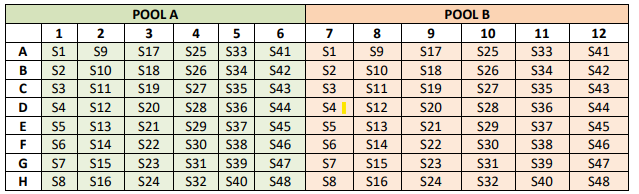 POOL A POOL B
1 2 3 4 5 6 7 8 9 10 11 12
A S1 S9 S17 S25 S33 S41 S1 S9 S17 S25 S33 S41
B S2 S10 S18 S26 S34 S42 S2 S10 S18 S26 S34 S42
C S3 S11 S19 S27 S35 S43 S3 S11 S19 S27 S35 S43
D S4 S12 S20 S28 S36 S44 S4 S12 S20 S28 S36 S44
E S5 S13 S21 S29 S37 S45 S5 S13 S21 S29 S37 S45
F S6 S14 S22 S30 S38 S46 S6 S14 S22 S30 S38 S46
G S7 S15 S23 S31 S39 S47 S7 S15 S23 S31 S39 S47
H S8 S16 S24 S32 S40 S48 S8 S16 S24 S32 S40 S48